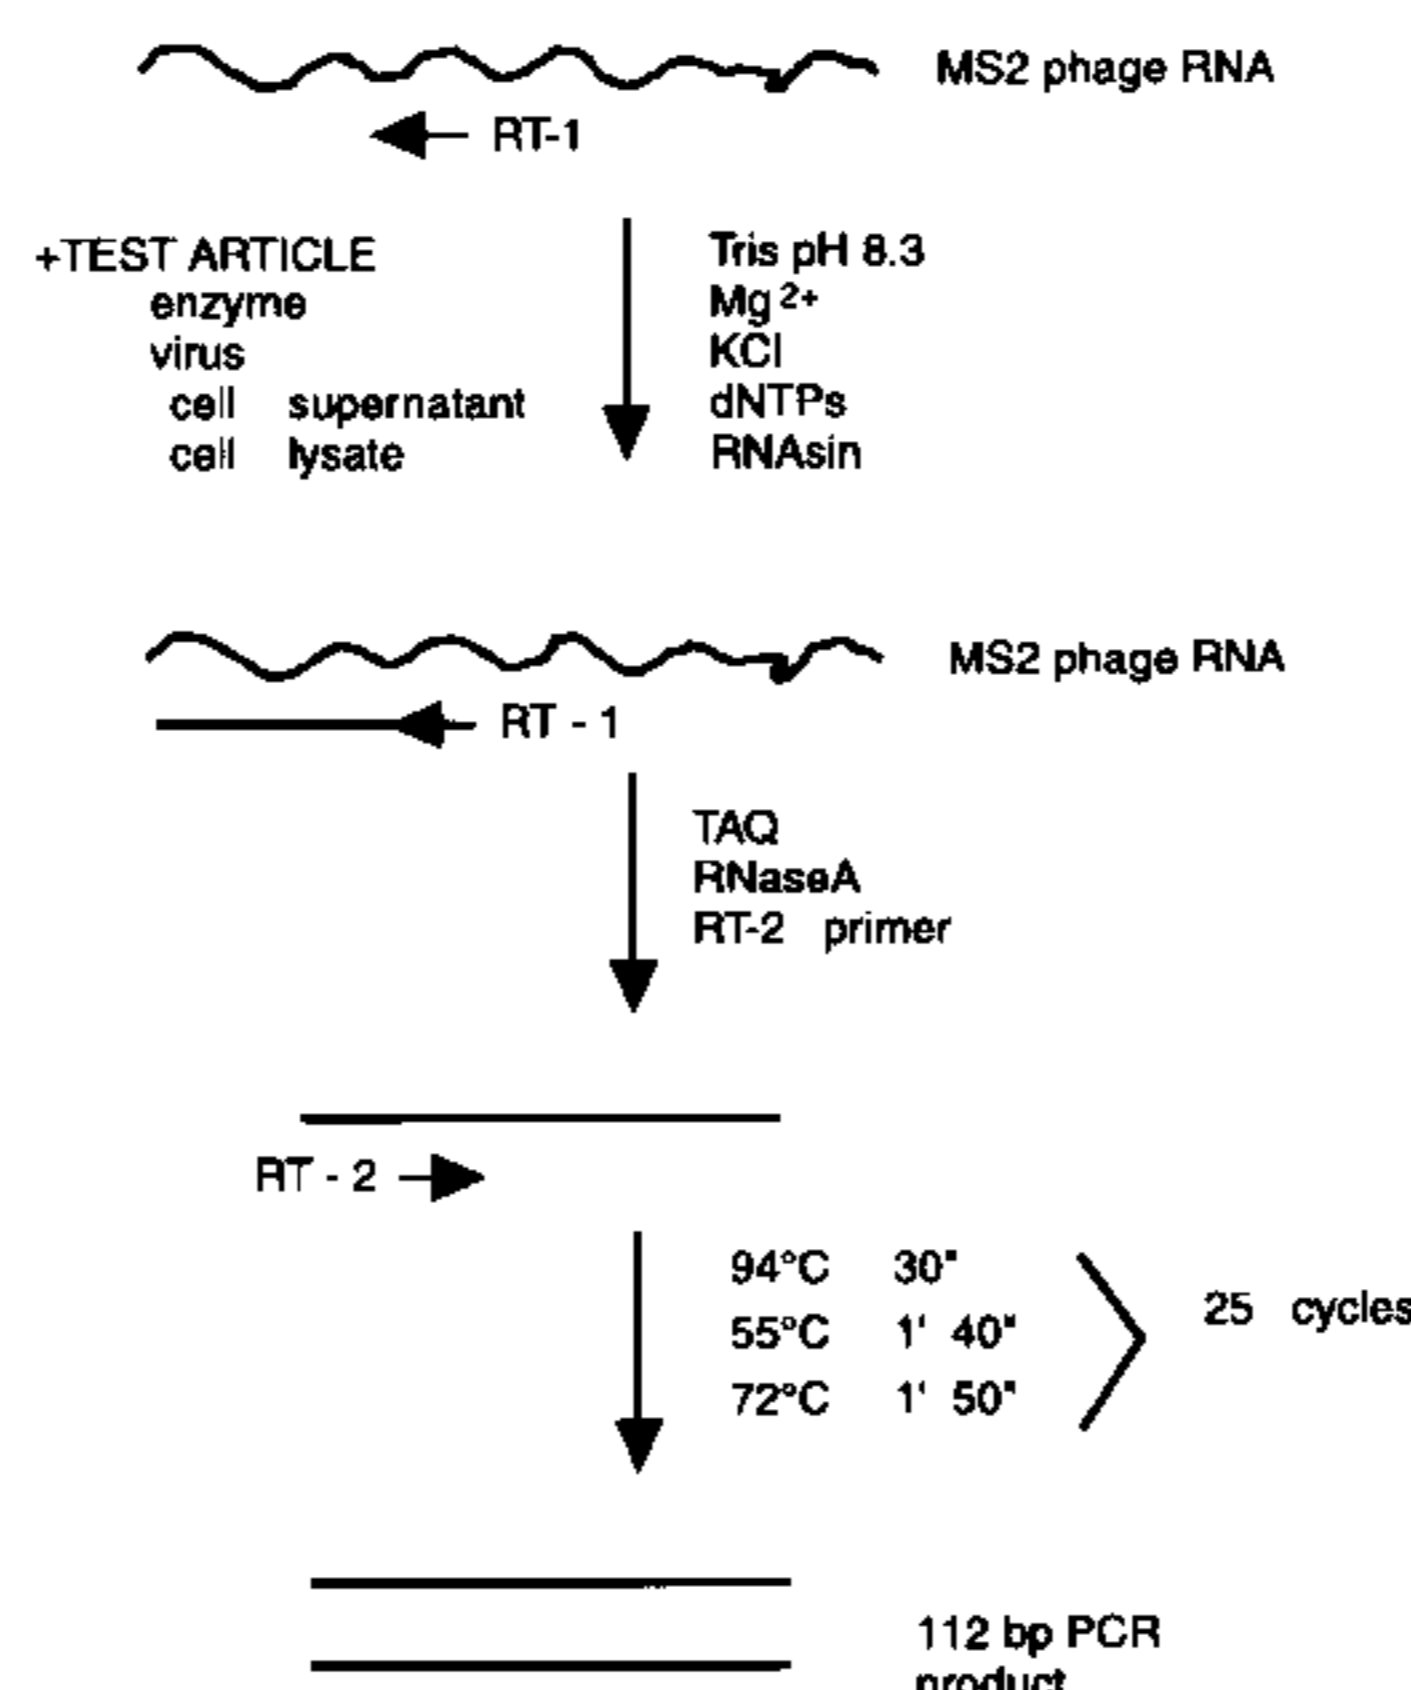 MS2 phage RNA
RT-1
+TEST ARTICLE
enzyme
virus
cell supernatant
cell lysate
Tris pH 8.3
Mg 2+
KCl
dNTPs
RNAsin
MS2 phage RNA
RT - 1
TAQ
RNaseA
RT-2 primer
RT - 2
94°C 30"
55°C 1' 40"
72°C 1' 50"
25 cycles
112 bp PCR
product